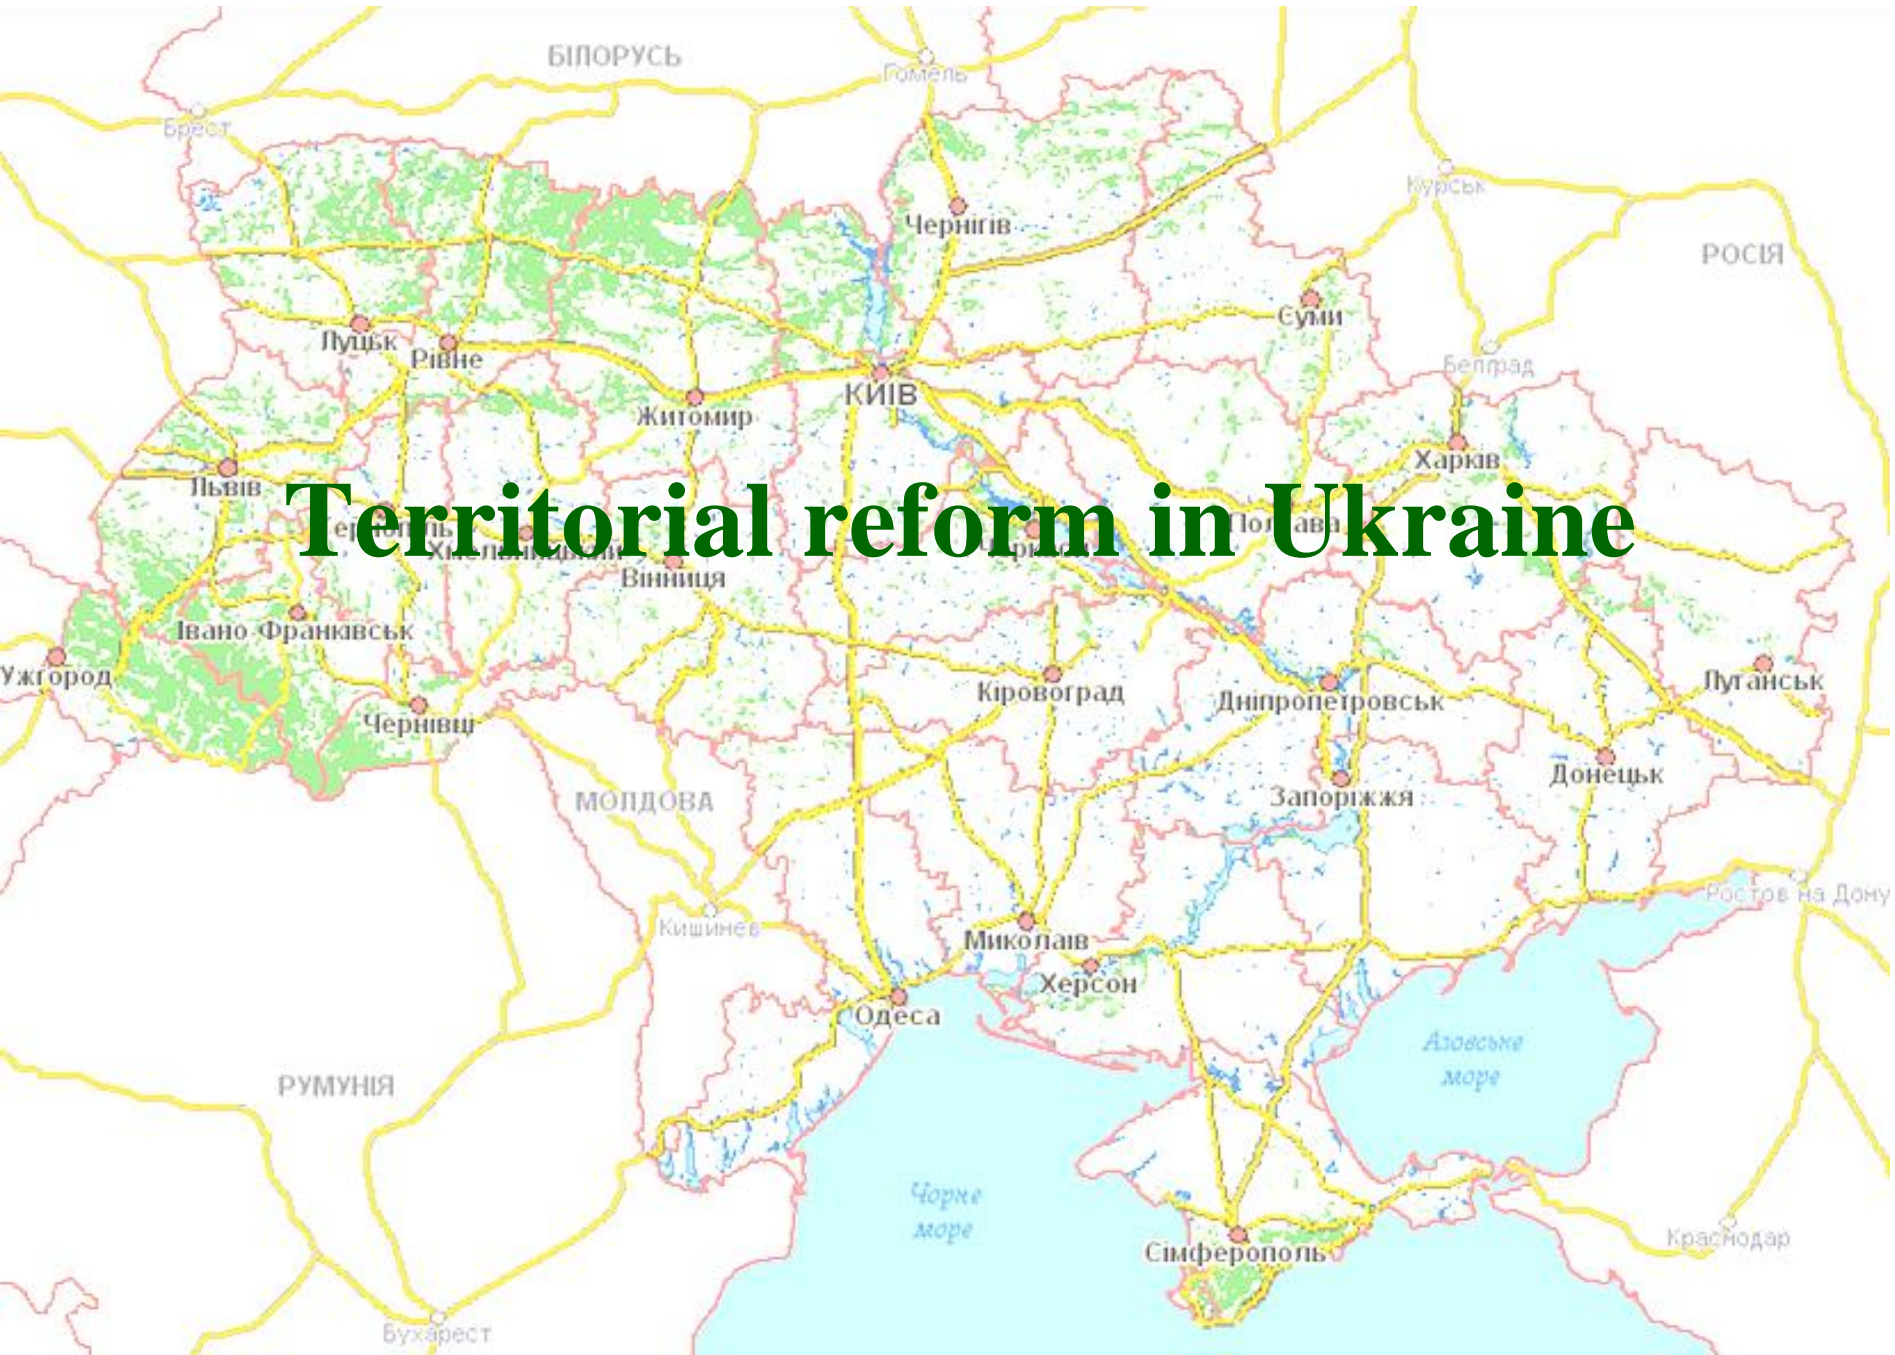 БІЛОРУСЬ
Гомель
Брест
Курськ
Чернігів
РОСІЯ
Суми
Луцьк
Рівне
Белград
КИЇВ
Житомир
Харків
Львів
Territorial reform in Ukraine
Полтава
Вінниця
Івано-Франківськ
Ужгород
Кіровоград
Дніпропетровськ
Луганськ
Чернівці
Донецьк
МОЛДОВА
Запоріжжя
Ростов на Дону
Кишинев
Миколаїв
Херсон
Одеса
Азовське
море
РУМУНІЯ
Чорне
море
Краснодар
Сімферополь
Бухарест